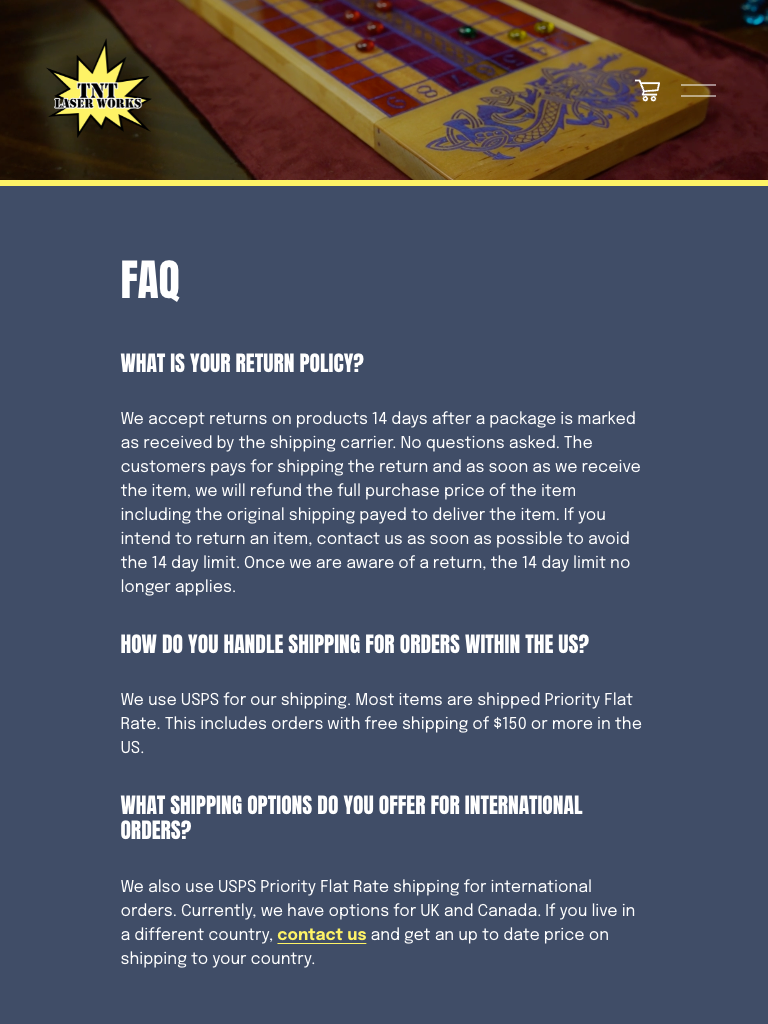 TNT
LASER WORKS
FAQ
WHAT IS YOUR RETURN POLICY?
We accept returns on products 14 days after a package is marked
as received by the shipping carrier. No questions asked. The
customers pays for shipping the return and as soon as we receive
the item, we will refund the full purchase price of the item
including the original shipping payed to deliver the item. If you
intend to return an item, contact us as soon as possible to avoid
the 14 day limit. Once we are aware of a return, the 14 day limit no
longer applies.
HOW DO YOU HANDLE SHIPPING FOR ORDERS WITHIN THE US?
We use USPS for our shipping. Most items are shipped Priority Flat
Rate. This includes orders with free shipping of $150 or more in the
US.
WHAT SHIPPING OPTIONS DO YOU OFFER FOR INTERNATIONAL
ORDERS?
We also use USPS Priority Flat Rate shipping for international
orders. Currently, we have options for UK and Canada. If you live in
a different country, contact us and get an up to date price on
shipping to your country.